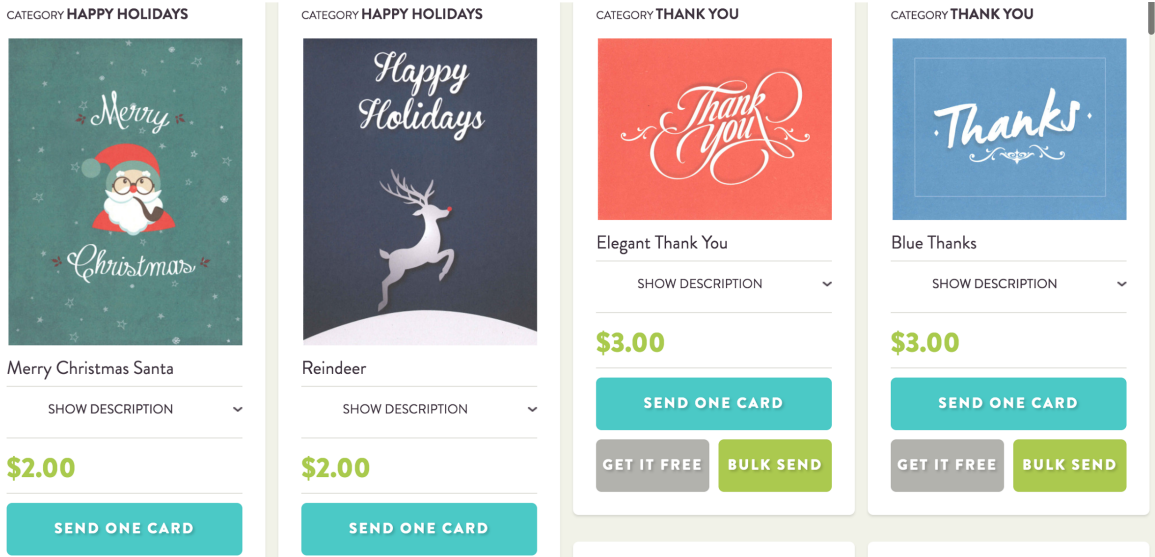 CATEGORY HAPPY HOLIDAYS
Merry
Christmas
Merry Christmas Santa
SHOW DESCRIPTION
$2.00
SEND ONE CARD
CATEGORY HAPPY HOLIDAYS
Happy
Holidays
Reindeer
SHOW DESCRIPTION
$2.00
SEND ONE CARD
CATEGORY THANK YOU
Thank
You
Elegant Thank You
SHOW DESCRIPTION
$3.00
SEND ONE CARD
GET IT FREE
BULK SEND
CATEGORY THANK YOU
Thanks
Blue Thanks
SHOW DESCRIPTION
$3.00
SEND ONE CARD
GET IT FREE
BULK SEND